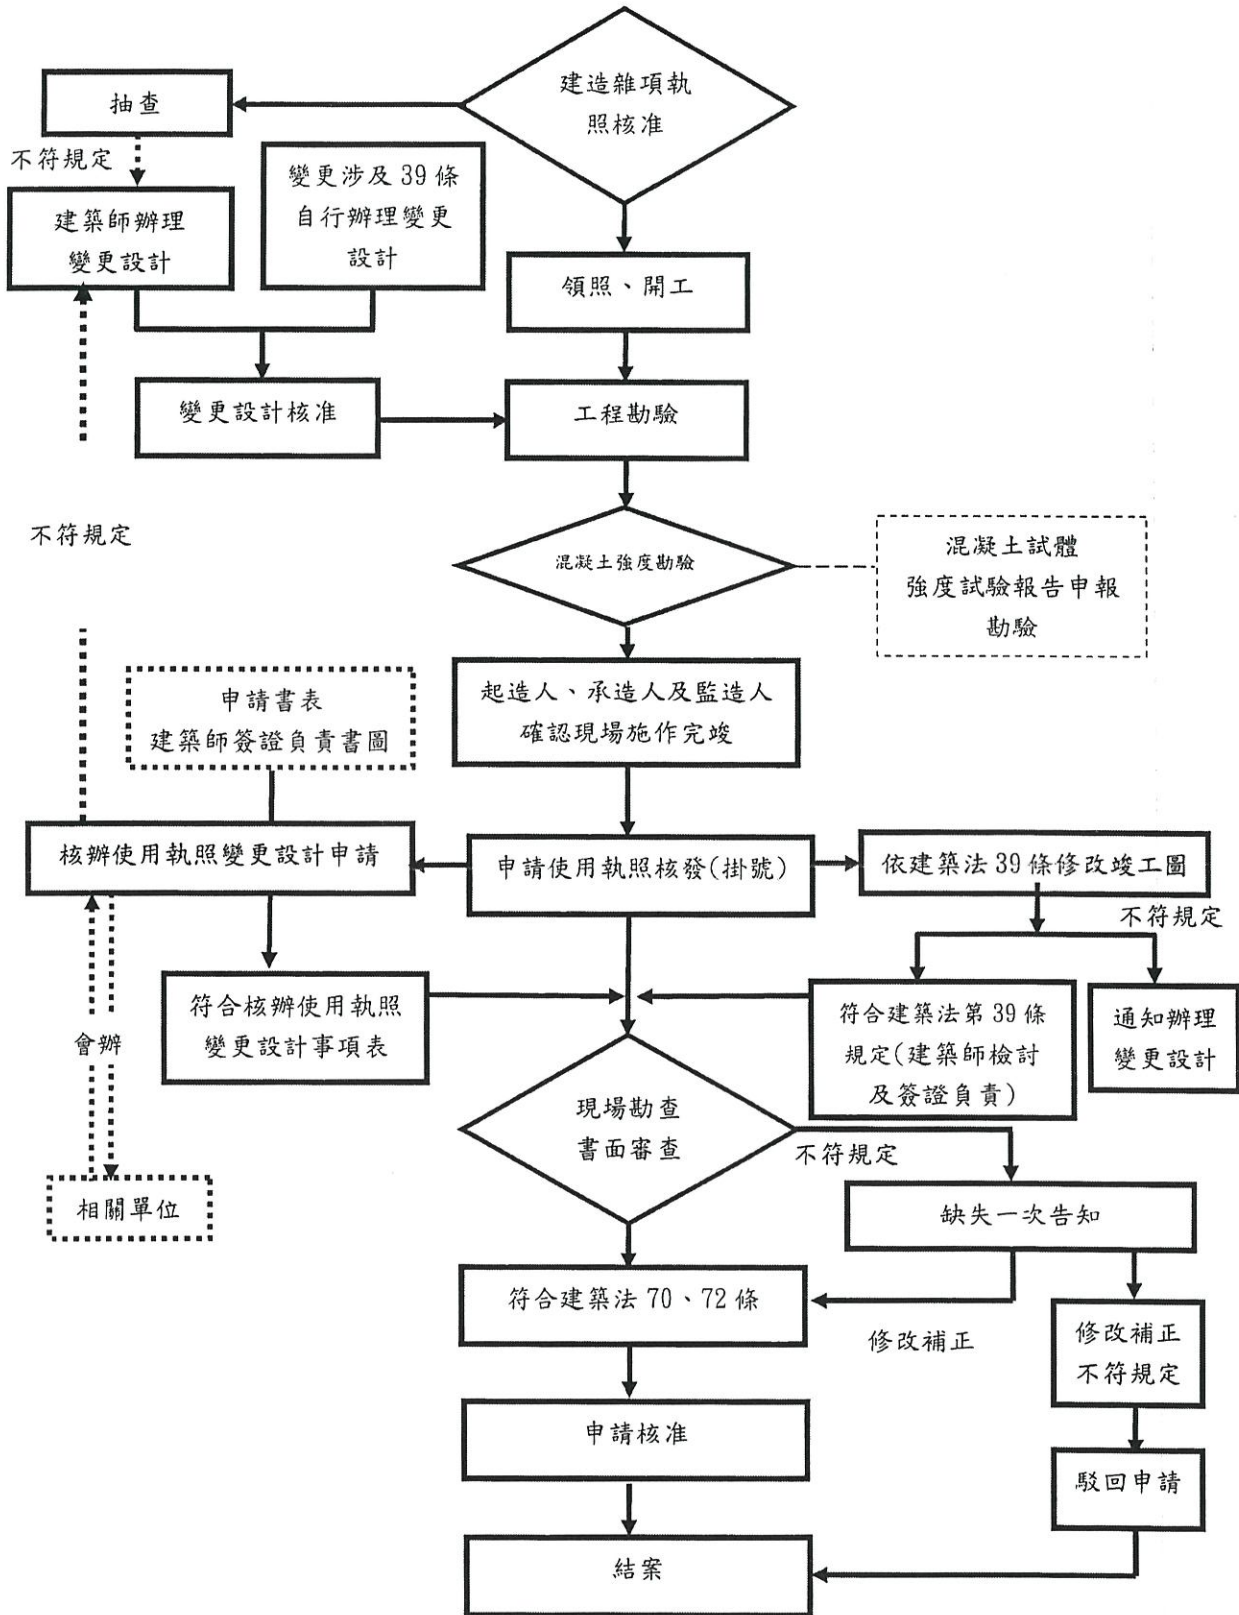 建造雜項執
照核准
抽查
不符規定
建築師辦理
變更設計
變更涉及 39 條
自行辦理變更
設計
領照、開工
變更設計核准
工程勘驗
不符規定
混凝土強度勘驗
混凝土試體
強度試驗報告申報
勘驗
起造人、承造人及監造人
確認現場施作完竣
申請書表
建築師簽證負責書圖
核辦使用執照變更設計申請
申請使用執照核發(掛號)
依建築法 39 條修改竣工圖
不符規定
符合核辦使用執照
變更設計事項表
符合建築法第 39 條
規定(建築師檢討
及簽證負責)
通知辦理
變更設計
會辦
相關單位
現場勘查
書面審查
不符規定
缺失一次告知
符合建築法 70、72 條
修改補正
修改補正
不符規定
申請核准
駁回申請
結案